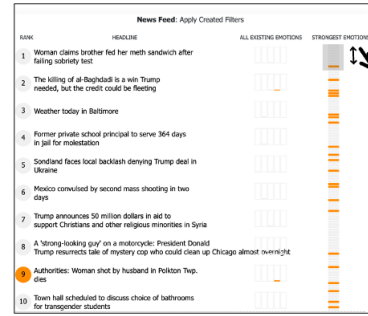 News Feed: Apply Created Filters
RANK HEADLINE ALL EXISTING EMOTIONS STRONGEST EMOTIONS
1 Woman claims brother fed her meth sandwich after
failing sobriety test
2 The killing of al-Baghdadi is a win Trump
needed, but the credit could be fleeting
3 Weather today in Baltimore
4 Former private school principal to serve 364 days
in jail for molestation
5 Sondland faces local backlash denying Trump deal in
Ukraine
6 Mexico convulsed by second mass shooting in two
days
7 Trump announces 50 million dollars in aid to
support Christians and other religious minorities in Syria
8 A 'strong-looking guy' on a motorcycle: President Donald
Trump resurrects tale of mystery cop who could clean up Chicago almost overnight
9 Authorities: Woman shot by husband in Polkton Twp.
dies
10 Town hall scheduled to discuss choice of bathrooms
for transgender students